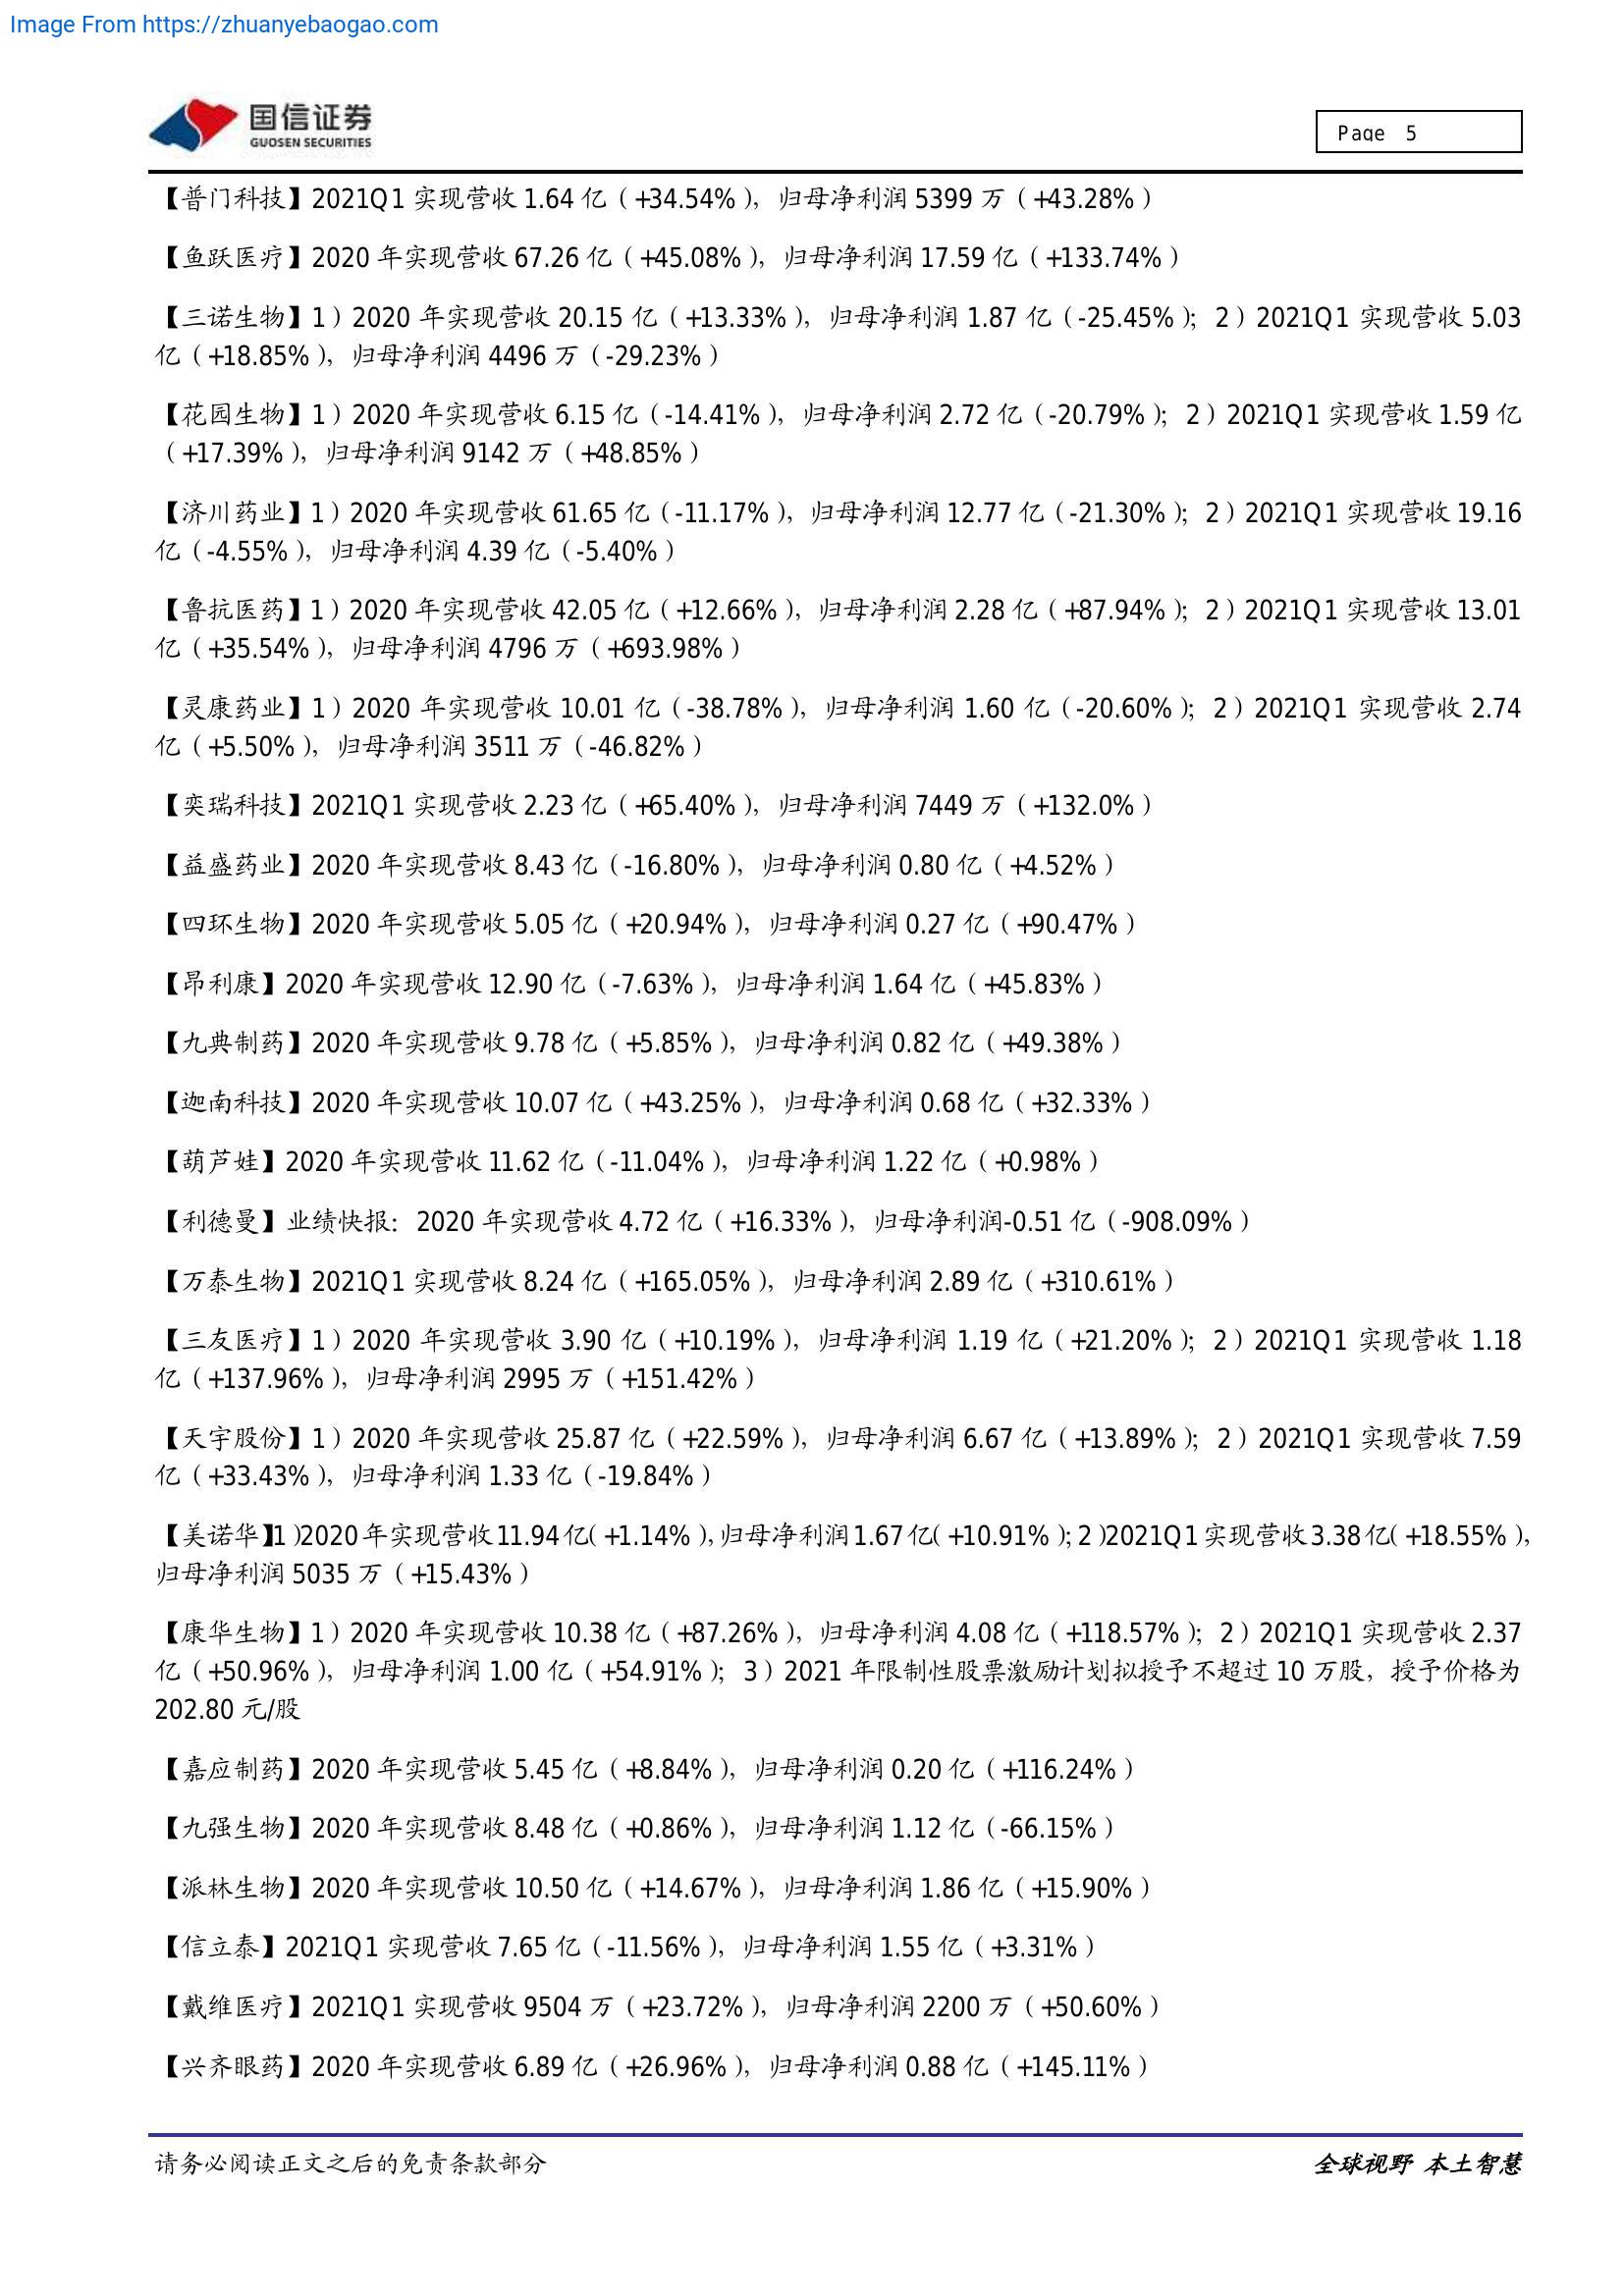 Image From https://zhuanyebaogao.com
国信证券
GUOSEN SECURITIES
Page 5
【普门科技】2021Q1 实现营收 1.64 亿（+34.54%），归母净利润 5399 万（+43.28%）
【鱼跃医疗】2020 年实现营收 67.26 亿（+45.08%），归母净利润 17.59 亿（+133.74%）
【三诺生物】1）2020 年实现营收 20.15 亿（+13.33%），归母净利润 1.87 亿（-25.45%）；2）2021Q1 实现营收 5.03
亿（+18.85%），归母净利润 4496 万（-29.23%）
【花园生物】1）2020 年实现营收 6.15 亿（-14.41%），归母净利润 2.72 亿（-20.79%）；2）2021Q1 实现营收 1.59 亿
（+17.39%），归母净利润 9142 万（+48.85%）
【济川药业】1）2020 年实现营收 61.65 亿（-11.17%），归母净利润 12.77 亿（-21.30%）；2）2021Q1 实现营收 19.16
亿（-4.55%），归母净利润 4.39 亿（-5.40%）
【鲁抗医药】1）2020 年实现营收 42.05 亿（+12.66%），归母净利润 2.28 亿（+87.94%）；2）2021Q1 实现营收 13.01
亿（+35.54%），归母净利润 4796 万（+693.98%）
【灵康药业】1）2020 年实现营收 10.01 亿（-38.78%），归母净利润 1.60 亿（-20.60%）；2）2021Q1 实现营收 2.74
亿（+5.50%），归母净利润 3511 万（-46.82%）
【奕瑞科技】2021Q1 实现营收 2.23 亿（+65.40%），归母净利润 7449 万（+132.0%）
【益盛药业】2020 年实现营收 8.43 亿（-16.80%），归母净利润 0.80 亿（+4.52%）
【四环生物】2020 年实现营收 5.05 亿（+20.94%），归母净利润 0.27 亿（+90.47%）
【昂利康】2020 年实现营收 12.90 亿（-7.63%），归母净利润 1.64 亿（+45.83%）
【九典制药】2020 年实现营收 9.78 亿（+5.85%），归母净利润 0.82 亿（+49.38%）
【迦南科技】2020 年实现营收 10.07 亿（+43.25%），归母净利润 0.68 亿（+32.33%）
【葫芦娃】2020 年实现营收 11.62 亿（-11.04%），归母净利润 1.22 亿（+0.98%）
【利德曼】业绩快报：2020 年实现营收 4.72 亿（+16.33%），归母净利润-0.51 亿（-908.09%）
【万泰生物】2021Q1 实现营收 8.24 亿（+165.05%），归母净利润 2.89 亿（+310.61%）
【三友医疗】1）2020 年实现营收 3.90 亿（+10.19%），归母净利润 1.19 亿（+21.20%）；2）2021Q1 实现营收 1.18
亿（+137.96%），归母净利润 2995 万（+151.42%）
【天宇股份】1）2020 年实现营收 25.87 亿（+22.59%），归母净利润 6.67 亿（+13.89%）；2）2021Q1 实现营收 7.59
亿（+33.43%），归母净利润 1.33 亿（-19.84%）
【美诺华】1）2020 年实现营收 11.94 亿（+1.14%），归母净利润 1.67 亿（+10.91%）；2）2021Q1 实现营收 3.38 亿（+18.55%），
归母净利润 5035 万（+15.43%）
【康华生物】1）2020 年实现营收 10.38 亿（+87.26%），归母净利润 4.08 亿（+118.57%）；2）2021Q1 实现营收 2.37
亿（+50.96%），归母净利润 1.00 亿（+54.91%）；3）2021 年限制性股票激励计划拟授予不超过 10 万股，授予价格为
202.80 元/股
【嘉应制药】2020 年实现营收 5.45 亿（+8.84%），归母净利润 0.20 亿（+116.24%）
【九强生物】2020 年实现营收 8.48 亿（+0.86%），归母净利润 1.12 亿（-66.15%）
【派林生物】2020 年实现营收 10.50 亿（+14.67%），归母净利润 1.86 亿（+15.90%）
【信立泰】2021Q1 实现营收 7.65 亿（-11.56%），归母净利润 1.55 亿（+3.31%）
【戴维医疗】2021Q1 实现营收 9504 万（+23.72%），归母净利润 2200 万（+50.60%）
【兴齐眼药】2020 年实现营收 6.89 亿（+26.96%），归母净利润 0.88 亿（+145.11%）
请务必阅读正文之后的免责条款部分
全球视野 本土智慧